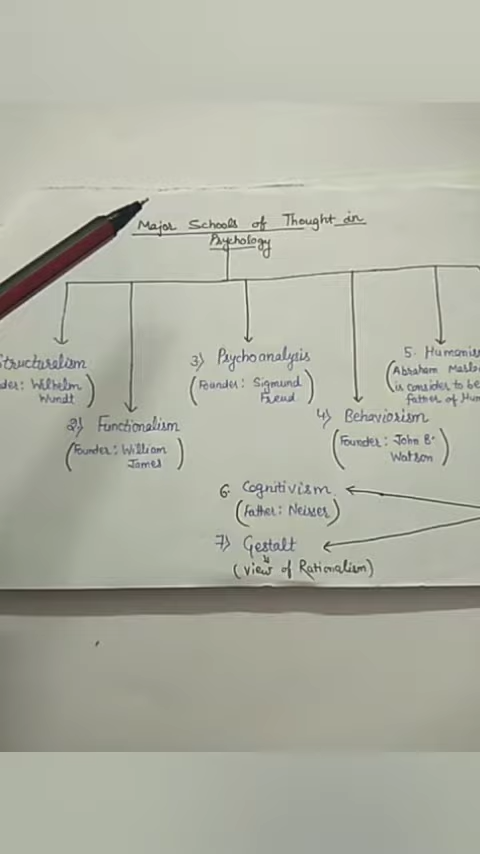 Major Schools of Thought in
Psychology
Structuralism
der: Wilhelm
Wundt)
2) Functionalism
(Founder: William
James)
3) Psychoanalysis
(Founder: Sigmund
Freud)
4) Behaviorism
(Founder: John B.
Watson)
5. Humanis
(Abraham Maslo
is consider to be
father of Hum
6. Cognitivism
(Father: Neisser)
7) Gestalt
(View of Rationalism)